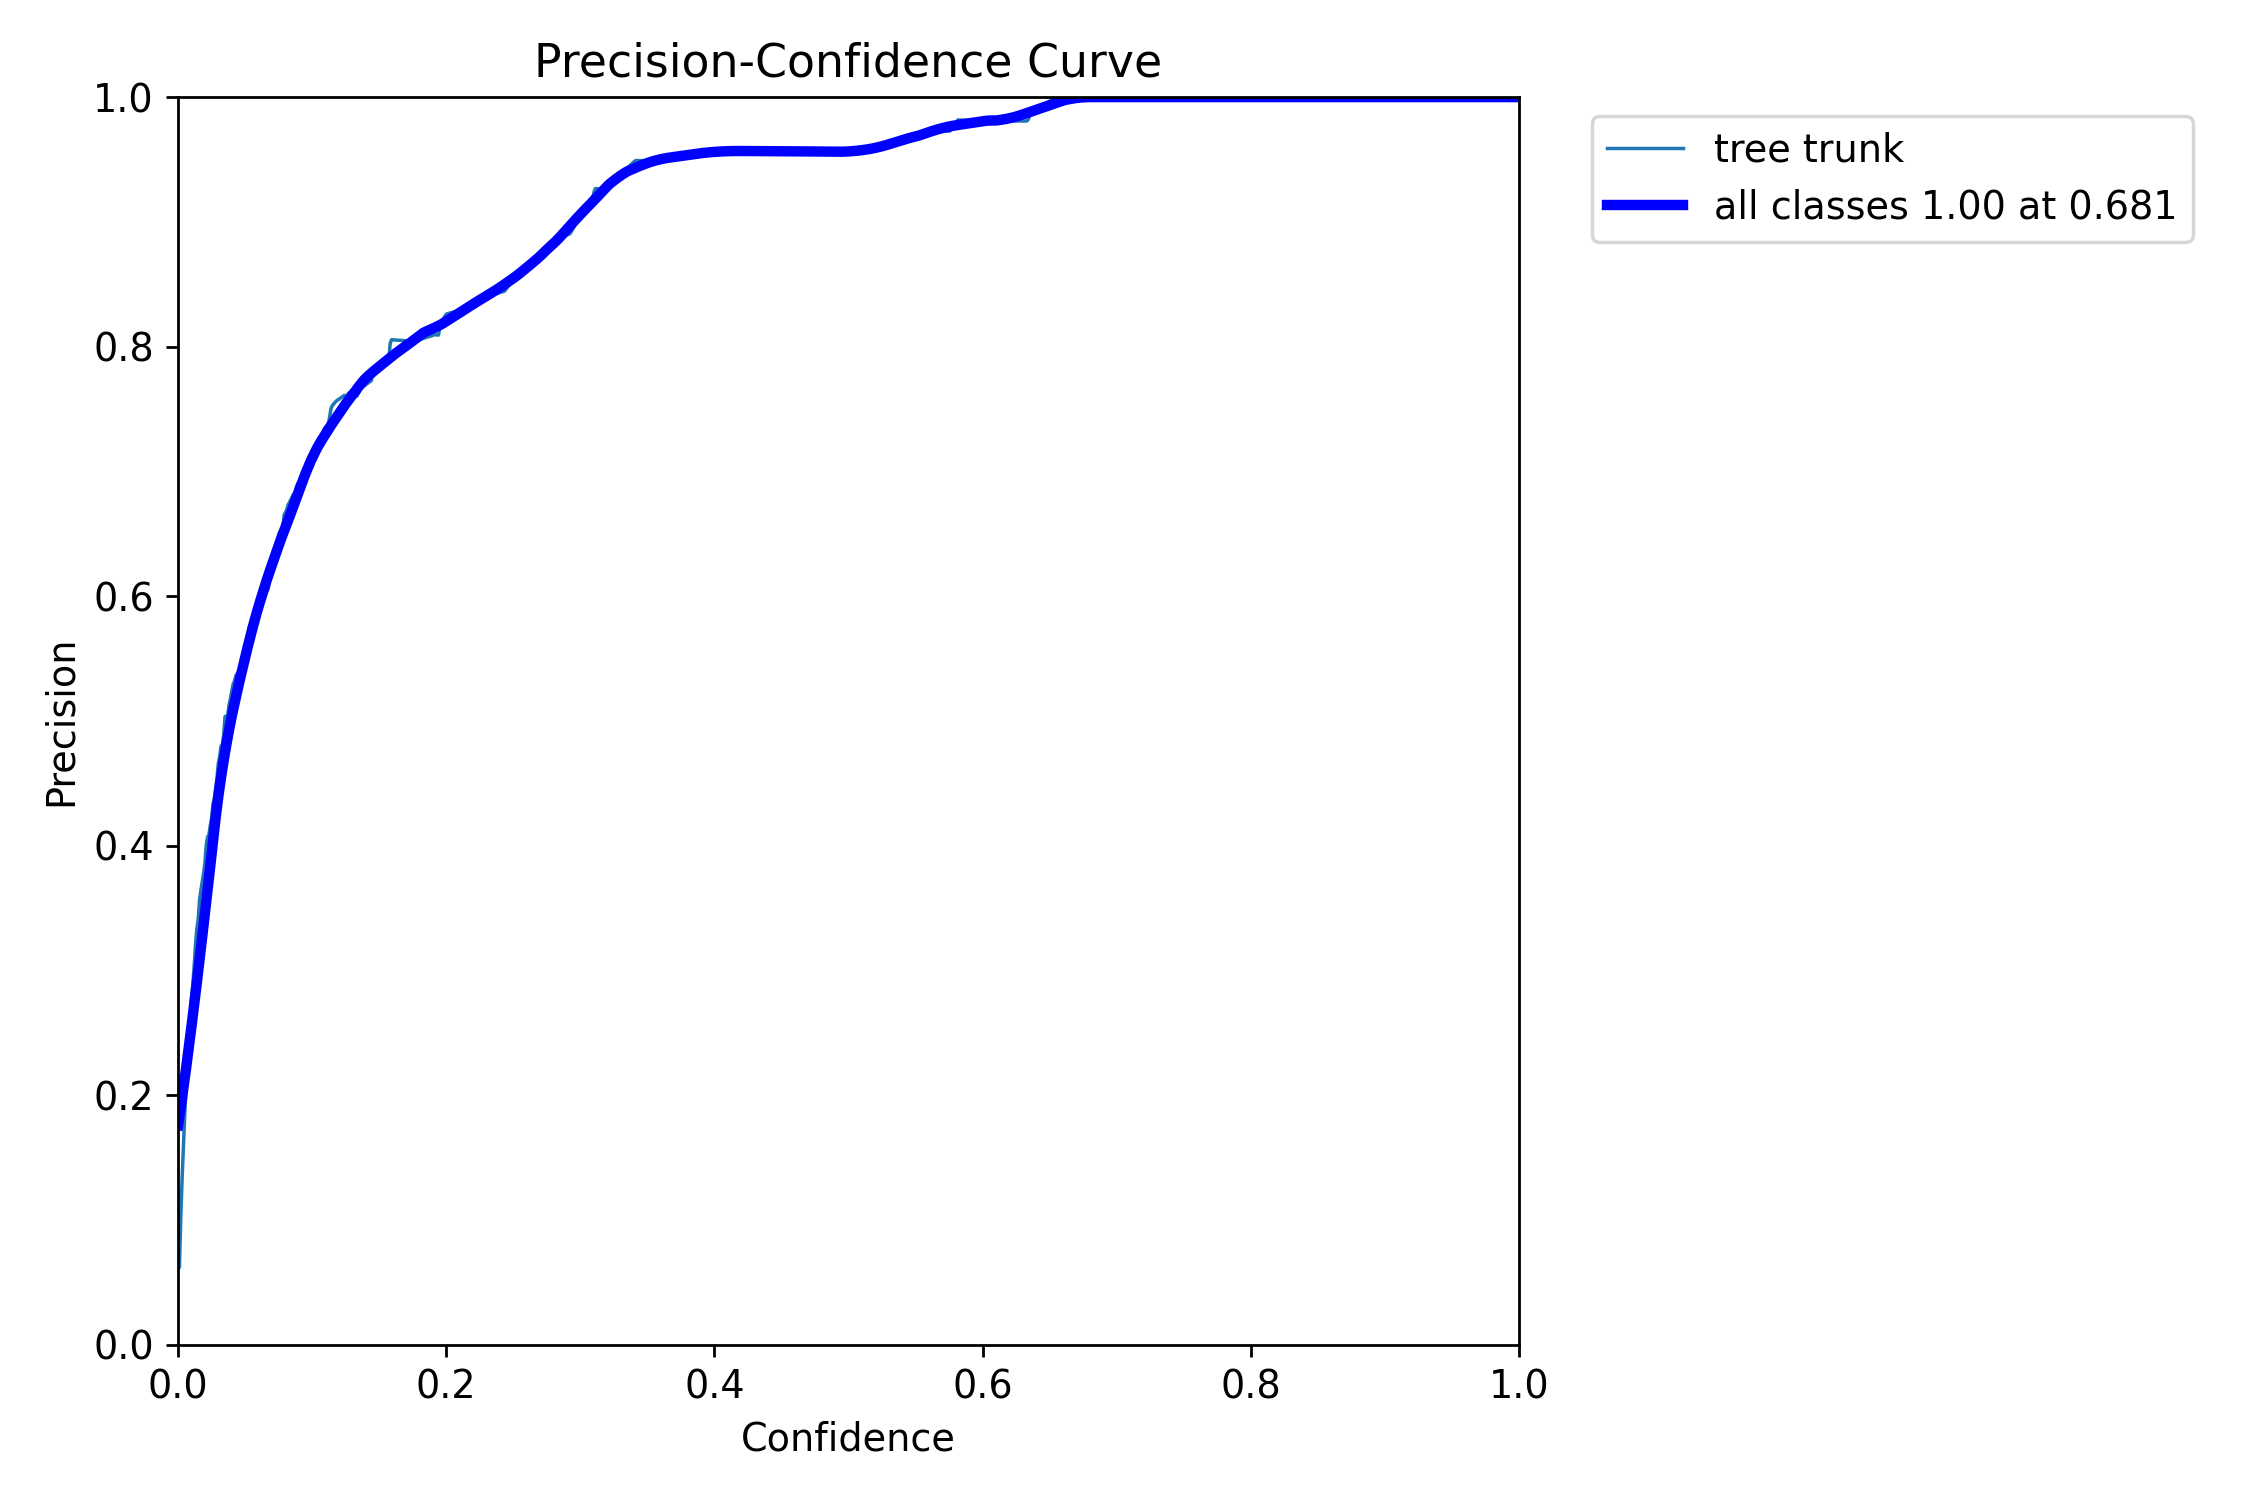 Precision-Confidence Curve
1.0
0.8
0.6
0.4
0.2
0.0
Precision
0.0 0.2 0.4 0.6 0.8 1.0
Confidence
tree trunk
all classes 1.00 at 0.681